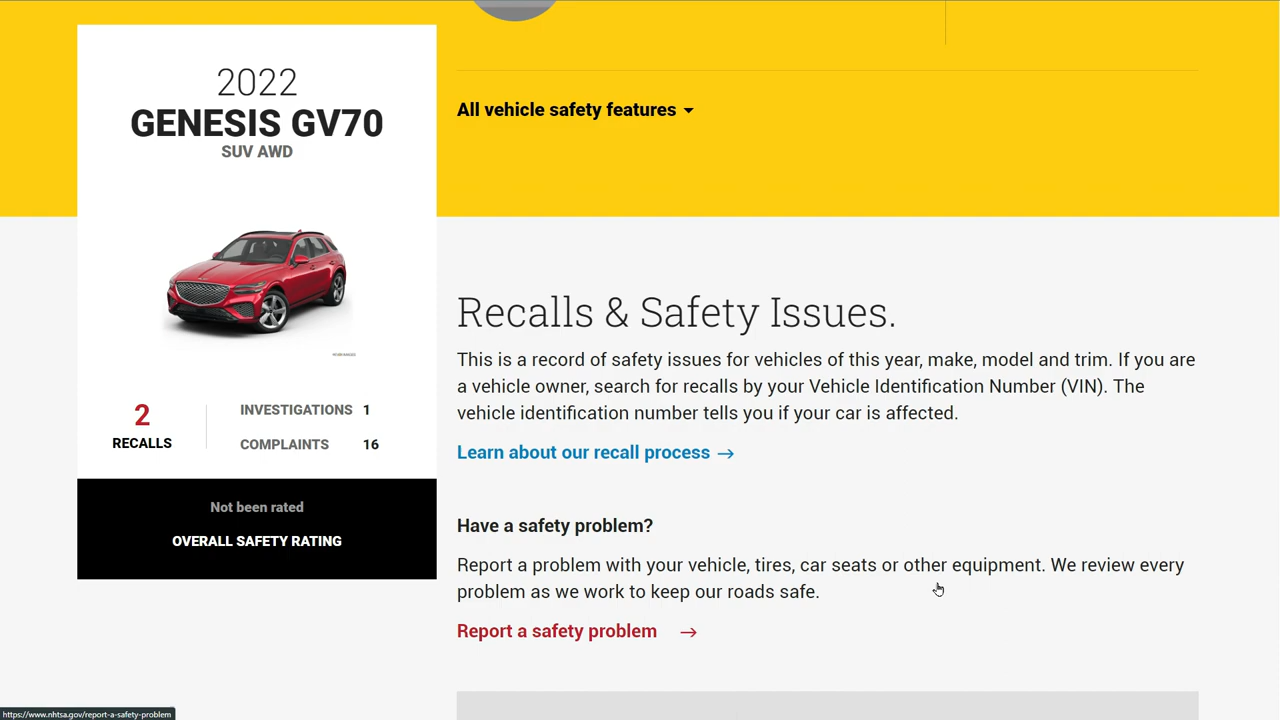 2022
GENESIS GV70
SUV AWD
2
RECALLS
INVESTIGATIONS 1
COMPLAINTS 16
Not been rated
OVERALL SAFETY RATING
All vehicle safety features
Recalls & Safety Issues.
This is a record of safety issues for vehicles of this year, make, model and trim. If you are
a vehicle owner, search for recalls by your Vehicle Identification Number (VIN). The
vehicle identification number tells you if your car is affected.
Learn about our recall process →
Have a safety problem?
Report a problem with your vehicle, tires, car seats or other equipment. We review every
problem as we work to keep our roads safe.
Report a safety problem →
https://www.nhtsa.gov/report-a-safety-problem